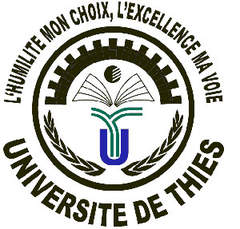 L'HUMILITE MON CHOIX, L'EXCELLENCE MA VOIE
UNIVERSITE DE THIES